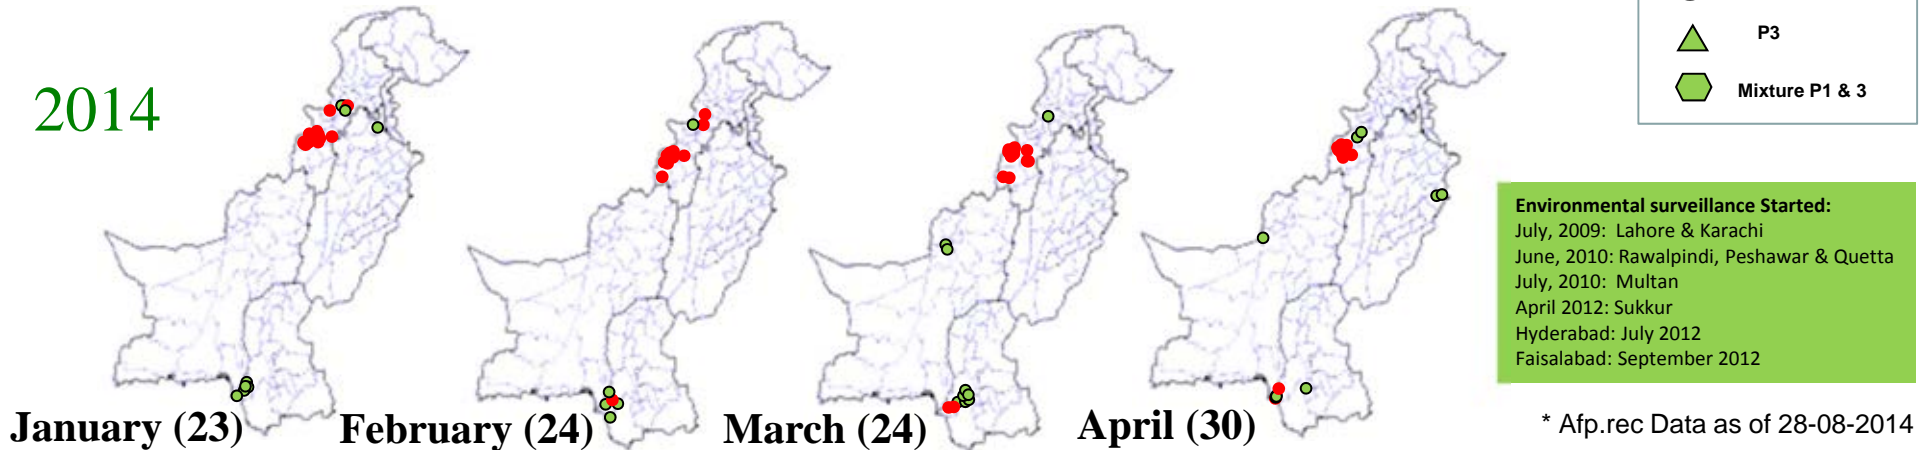 2014
P3
Mixture P1 & 3
Environmental surveillance Started:
July, 2009: Lahore & Karachi
June, 2010: Rawalpindi, Peshawar & Quetta
July, 2010: Multan
April 2012: Sukkur
Hyderabad: July 2012
Faisalabad: September 2012
January (23)
February (24)
March (24)
April (30)
* Afp.rec Data as of 28-08-2014